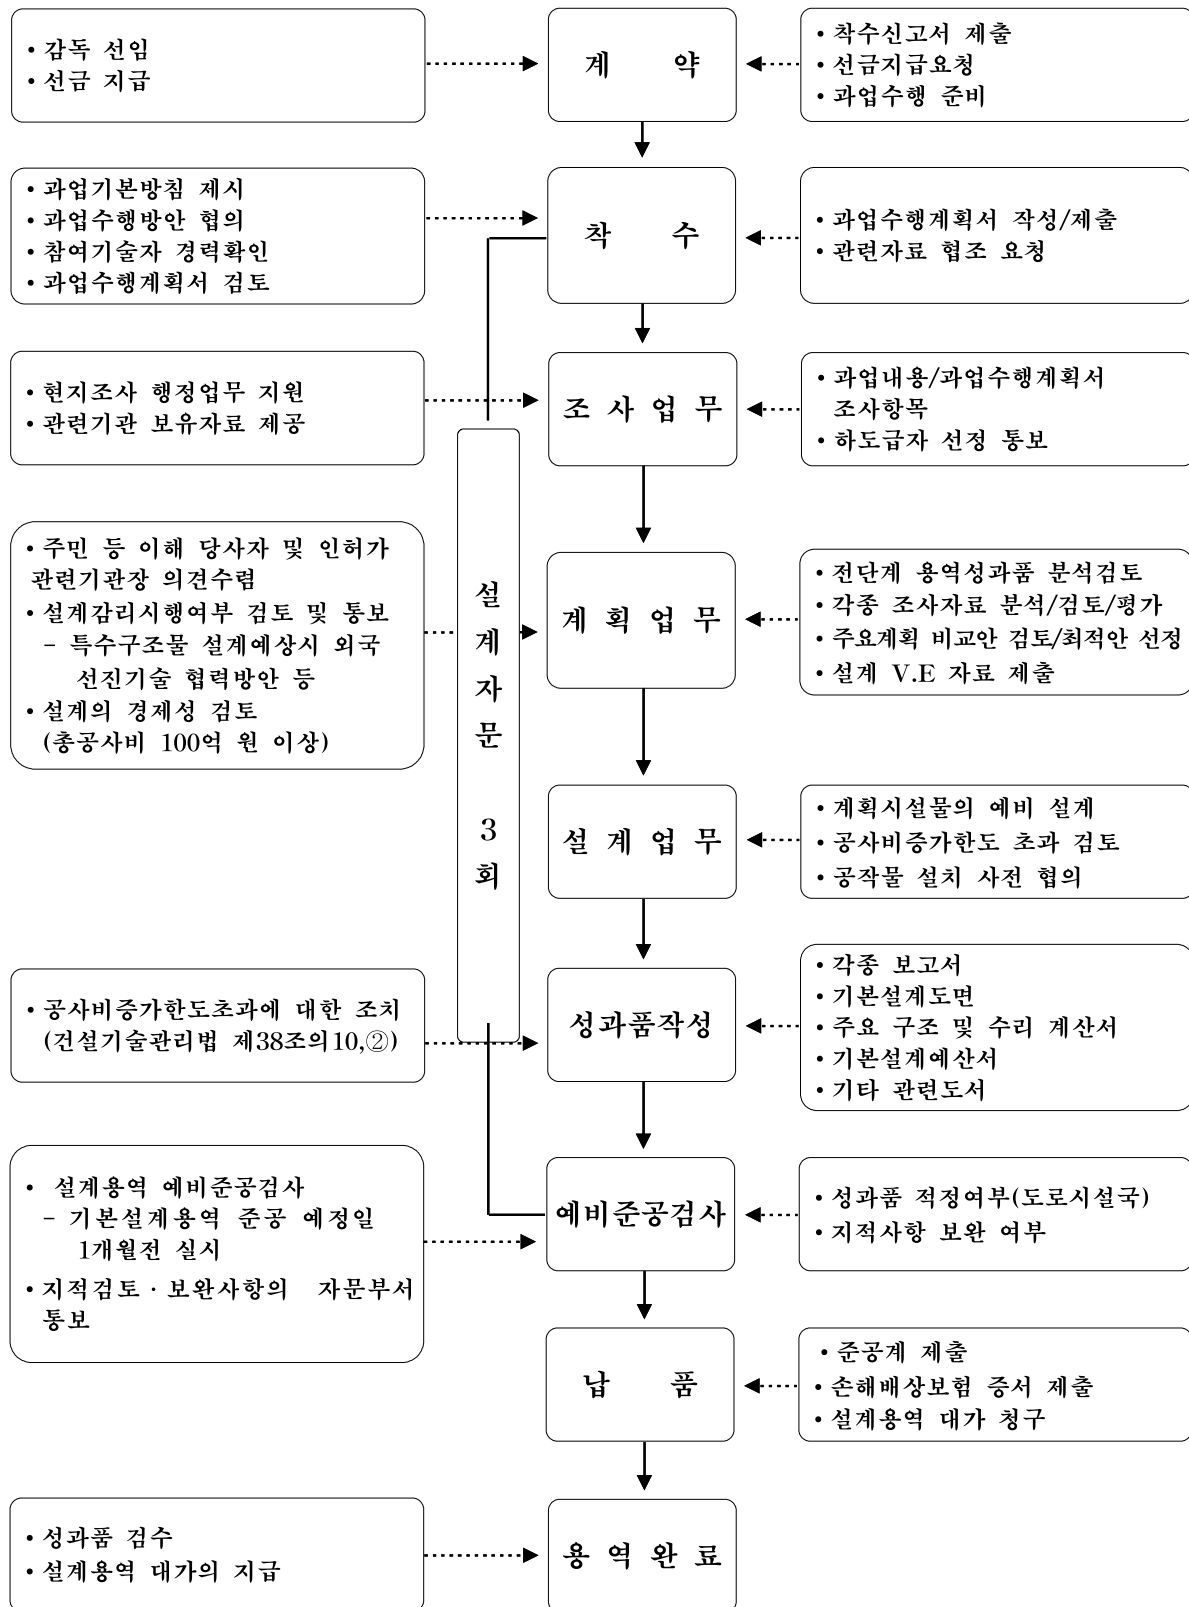 • 감독 선임
• 선금 지급
계 약
• 착수신고서 제출
• 선금지급요청
• 과업수행 준비
• 과업기본방침 제시
• 과업수행방안 협의
• 참여기술자 경력확인
• 과업수행계획서 검토
착 수
• 과업수행계획서 작성/제출
• 관련자료 협조 요청
• 현지조사 행정업무 지원
• 관련기관 보유자료 제공
조 사 업 무
• 과업내용/과업수행계획서
조사항목
• 하도급자 선정 통보
• 주민 등 이해 당사자 및 인허가
관련기관장 의견수렴
• 설계감리시행여부 검토 및 통보
- 특수구조물 설계예상시 외국
선진기술 협력방안 등
• 설계의 경제성 검토
(총공사비 100억 원 이상)
설계자문 3회
계 획 업 무
• 전단계 용역성과품 분석검토
• 각종 조사자료 분석/검토/평가
• 주요계획 비교안 검토/최적안 선정
• 설계 V.E 자료 제출
설 계 업 무
• 계획시설물의 예비 설계
• 공사비증가한도 초과 검토
• 공작물 설치 사전 협의
• 공사비증가한도초과에 대한 조치
(건설기술관리법 제38조의10,②)
성과품작성
• 각종 보고서
• 기본설계도면
• 주요 구조 및 수리 계산서
• 기본설계예산서
• 기타 관련도서
• 설계용역 예비준공검사
- 기본설계용역 준공 예정일
1개월전 실시
• 지적검토 · 보완사항의 자문부서
통보
예비준공검사
• 성과품 적정여부(도로시설국)
• 지적사항 보완 여부
납 품
• 준공계 제출
• 손해배상보험 증서 제출
• 설계용역 대가 청구
• 성과품 검수
• 설계용역 대가의 지급
용 역 완 료